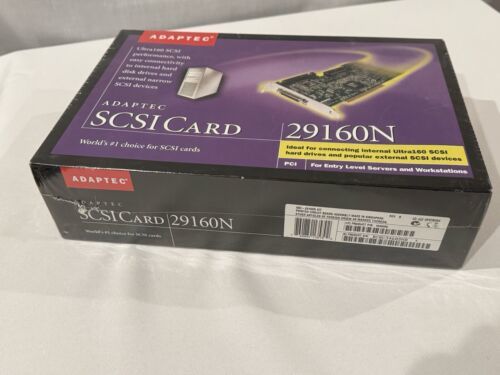 ADAPTEC
Ultra160 SCSI
performance, with
easy connectivity
to internal hard
disk drives and
external narrow
SCSI devices
ADAPTEC
SCSI CARD 29160N
World's #1 choice for SCSI cards
Ideal for connecting internal Ultra160 SCSI
hard drives and popular external SCSI devices
PCI For Entry Level Servers and Workstations
ADAPTEC
SCSI CARD 29160N
World's #1 choice for SCSI cards